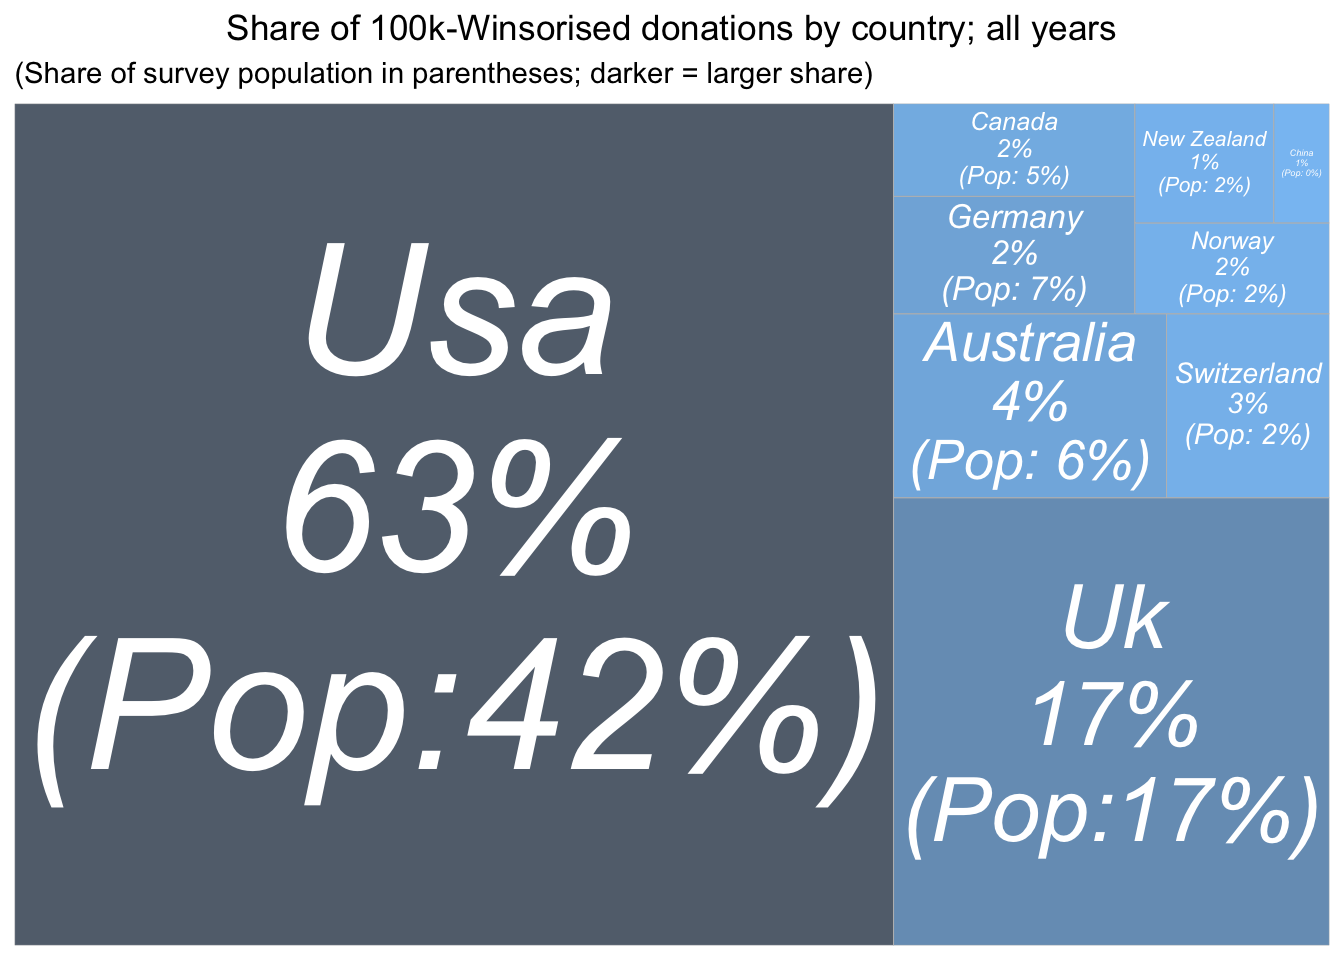 Share of 100k-Winsorised donations by country; all years
(Share of survey population in parentheses; darker = larger share)
Usa
63%
(Pop:42%)
Canada
2%
(Pop: 5%)
Germany
2%
(Pop: 7%)
New Zealand
1%
(Pop: 2%)
China
1%
(Pop: 0%)
Norway
2%
(Pop: 2%)
Australia
4%
(Pop: 6%)
Switzerland
3%
(Pop: 2%)
Uk
17%
(Pop:17%)